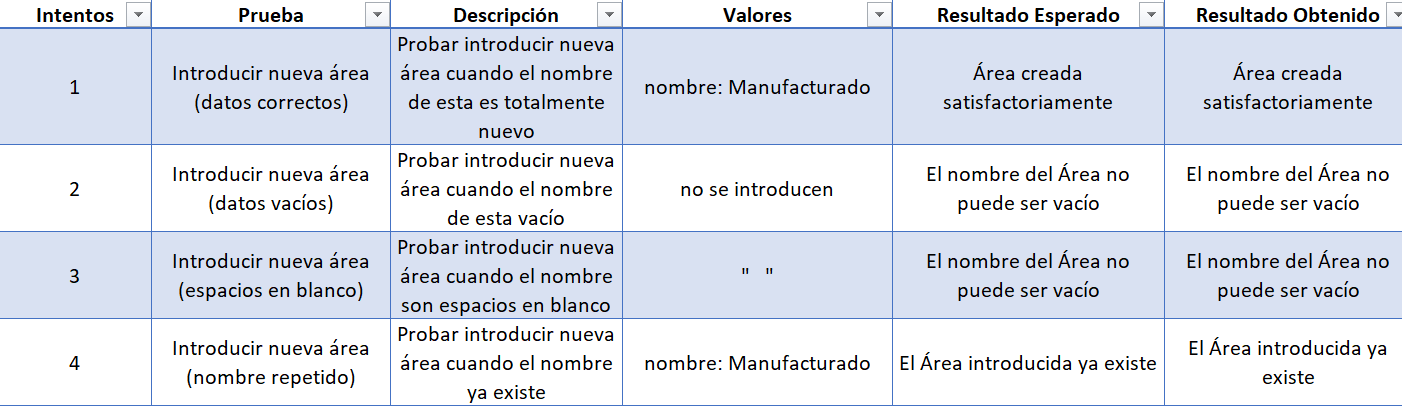 Intentos
Prueba
Descripción
Valores
Resultado Esperado
Resultado Obtenido
1
Introducir nueva área
(datos correctos)
Probar introducir nueva
área cuando el nombre
de esta es totalmente
nuevo
nombre: Manufacturado
Área creada
satisfactoriamente
Área creada
satisfactoriamente
2
Introducir nueva área
(datos vacíos)
Probar introducir nueva
área cuando el nombre
de esta vacío
no se introducen
El nombre del Área no
puede ser vacío
El nombre del Área no
puede ser vacío
3
Introducir nueva área
(espacios en blanco)
Probar introducir nueva
área cuando el nombre
son espacios en blanco
"   "
El nombre del Área no
puede ser vacío
El nombre del Área no
puede ser vacío
4
Introducir nueva área
(nombre repetido)
Probar introducir nueva
área cuando el nombre
ya existe
nombre: Manufacturado
El Área introducida ya existe
El Área introducida ya
existe